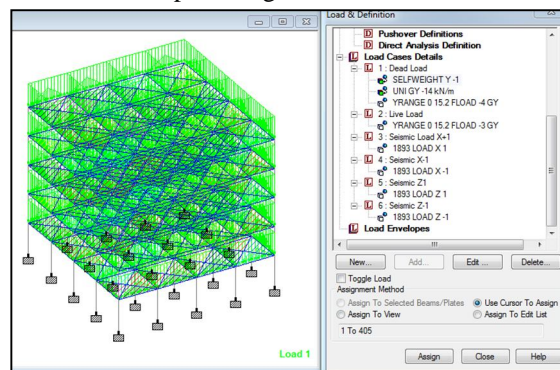 Load & Definition
Pushover Definitions
Direct Analysis Definition
Load Cases Details
1 : Dead Load
SELFWEIGHT Y -1
UNI GY -14 kN/m
YRANGE 0 15.2 FLOAD -4 GY
2 : Live Load
YRANGE 0 15.2 FLOAD -3 GY
3 : Seismic Load X+1
1893 LOAD X 1
4 : Seismic X-1
1893 LOAD X -1
5 : Seismic Z1
1893 LOAD Z 1
6 : Seismic Z-1
1893 LOAD Z -1
Load Envelopes
New... Add... Edit ... Delete...
Toggle Load
Assignment Method
Assign To Selected Beams/Plates Use Cursor To Assign
Assign To View Assign To Edit List
1 To 405
Assign Close Help
Load 1